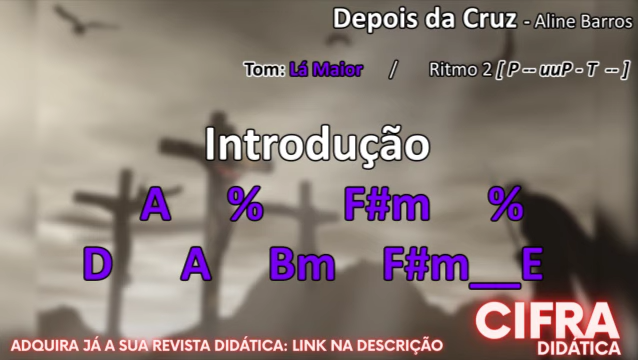 Depois da Cruz - Aline Barros
Tom: Lá Maior / Ritmo 2 [ P -- uuP - T -- ]
Introdução
A % F#m %
D A Bm F#m__E
CIFRA
DIDÁTICA
ADQUIRA JÁ A SUA REVISTA DIDÁTICA: LINK NA DESCRIÇÃO